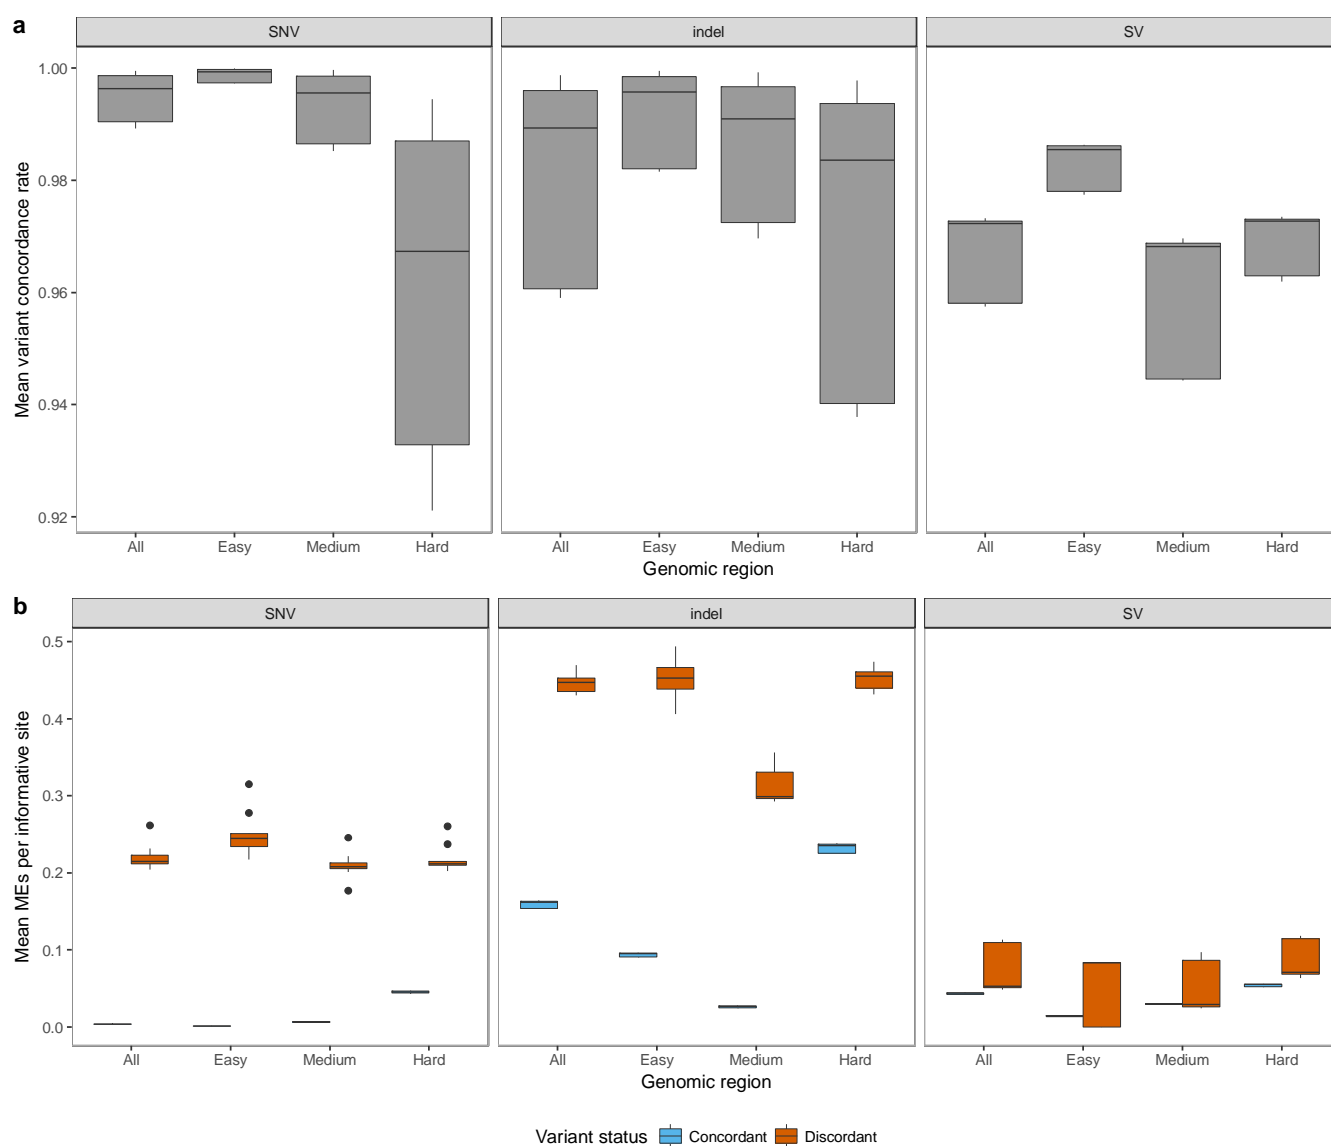 a
SNV indel SV
Mean variant concordance rate
1.00
0.98
0.96
0.94
0.92
All Easy Medium Hard All Easy Medium Hard All Easy Medium Hard
Genomic region
b
SNV indel SV
Mean MEs per informative site
0.5
0.4
0.3
0.2
0.1
0.0
All Easy Medium Hard All Easy Medium Hard All Easy Medium Hard
Genomic region
Variant status Concordant Discordant